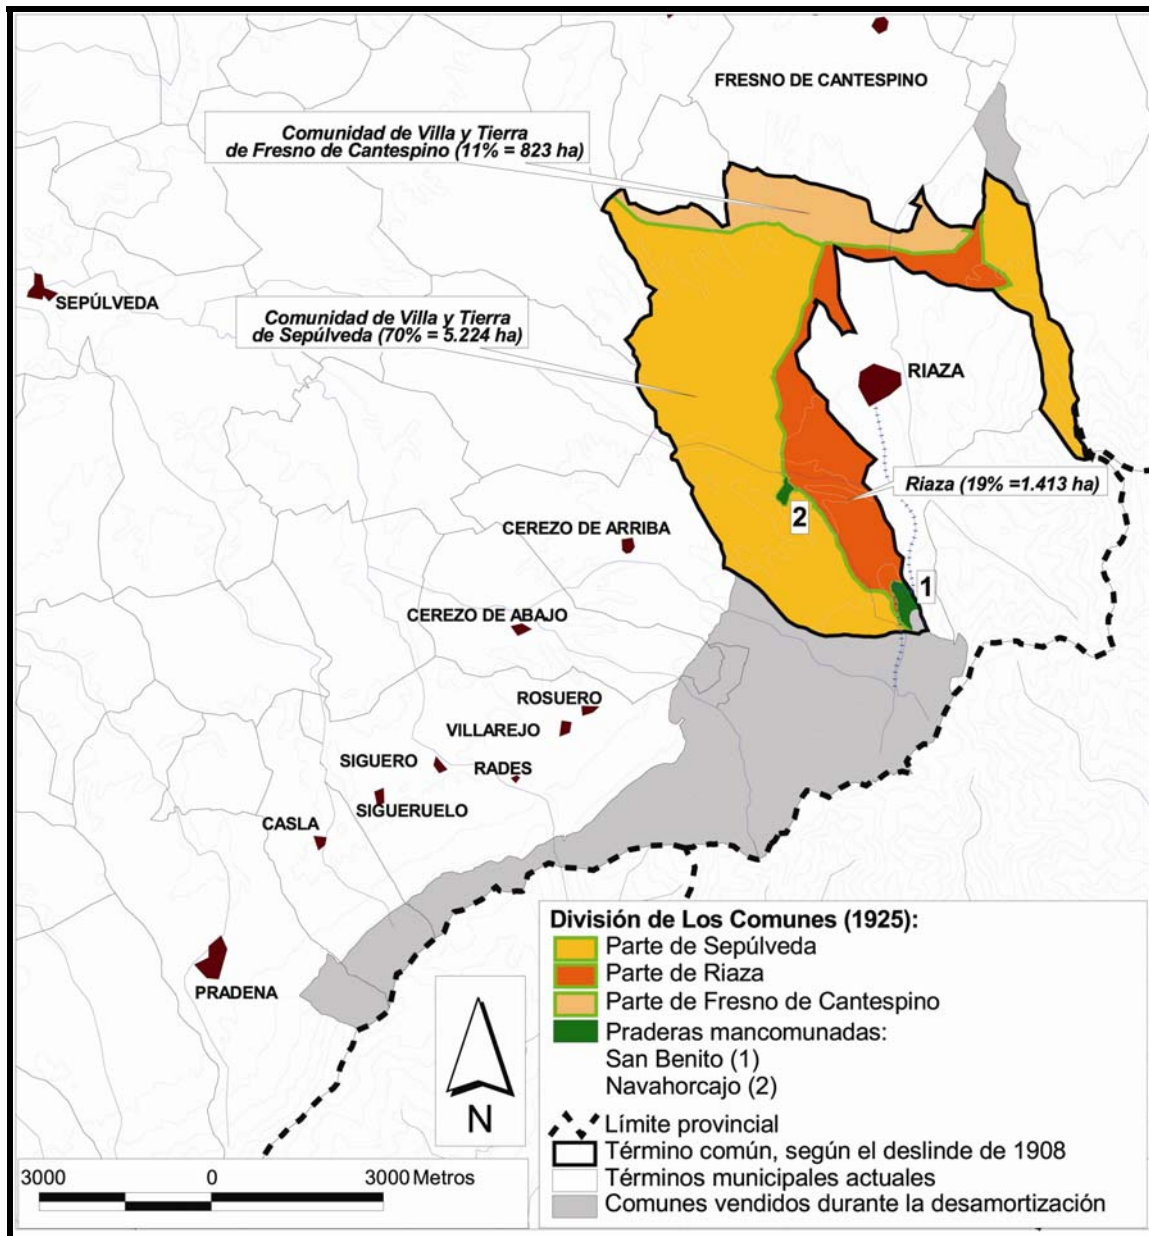 FRESNO DE CANTESPINO
Comunidad de Villa y Tierra
de Fresno de Cantespino (11% = 823 ha)
SEPÚLVEDA
Comunidad de Villa y Tierra
de Sepúlveda (70% = 5.224 ha)
RIAZA
Riaza (19% =1.413 ha)
2
CEREZO DE ARRIBA
1
CEREZO DE ABAJO
ROSUERO
VILLAREJO
SIGUERO
RADES
SIGUERUELO
CASLA
PRADENA
N
División de Los Comunes (1925):
Parte de Sepúlveda
Parte de Riaza
Parte de Fresno de Cantespino
Praderas mancomunadas:
San Benito (1)
Navahorcajo (2)
Límite provincial
Término común, según el deslinde de 1908
Términos municipales actuales
Comunes vendidos durante la desamortización
3000 0 3000 Metros